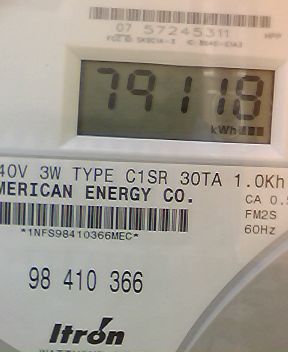 07 57245311
HPP
79118
kWh
40V 3W TYPE C1SR 30TA 1.0Kh
MERICAN ENERGY CO.
CA 0.5
FM2S
60Hz
*1NFS98410366MEC*
98 410 366
Itron